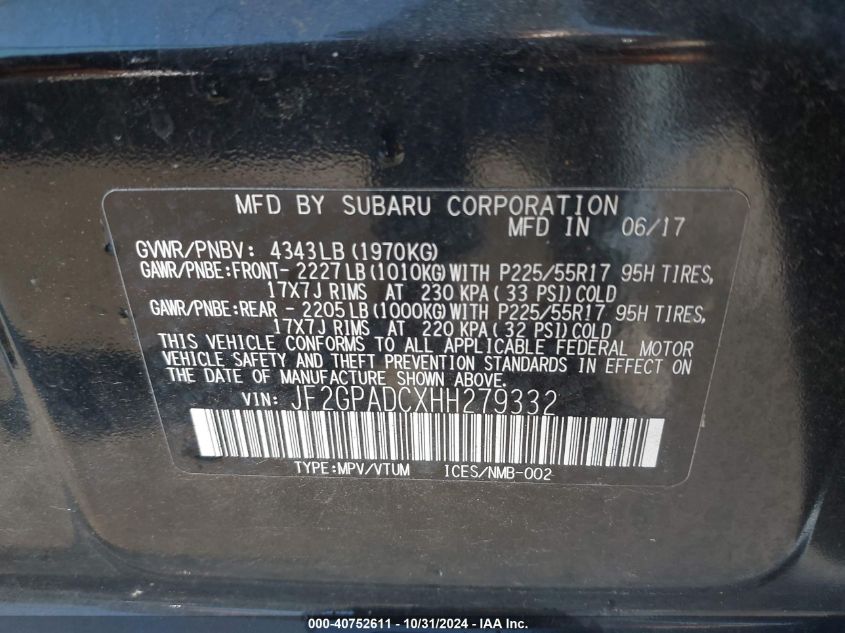 MFD BY SUBARU CORPORATION
MFD IN 06/17
GVWR/PNBV: 4343LB (1970KG)
GAWR/PNBE:FRONT- 2227LB(1010KG)WITH P225/55R17 95H TIRES,
17X7J RIMS AT 230 KPA( 33 PSI)COLD
GAWR/PNBE:REAR - 2205LB(1000KG)WITH P225/55R17 95H TIRES,
17X7J RIMS AT 220 KPA( 32 PSI)COLD
THIS VEHICLE CONFORMS TO ALL APPLICABLE FEDERAL MOTOR
VEHICLE SAFETY AND THEFT PREVENTION STANDARDS IN EFFECT ON
THE DATE OF MANUFACTURE SHOWN ABOVE.
VIN: JF2GPADCXHH279332
TYPE:MPV/VTUM ICES/NMB-002
000-40752611 - 10/31/2024 - IAA Inc.